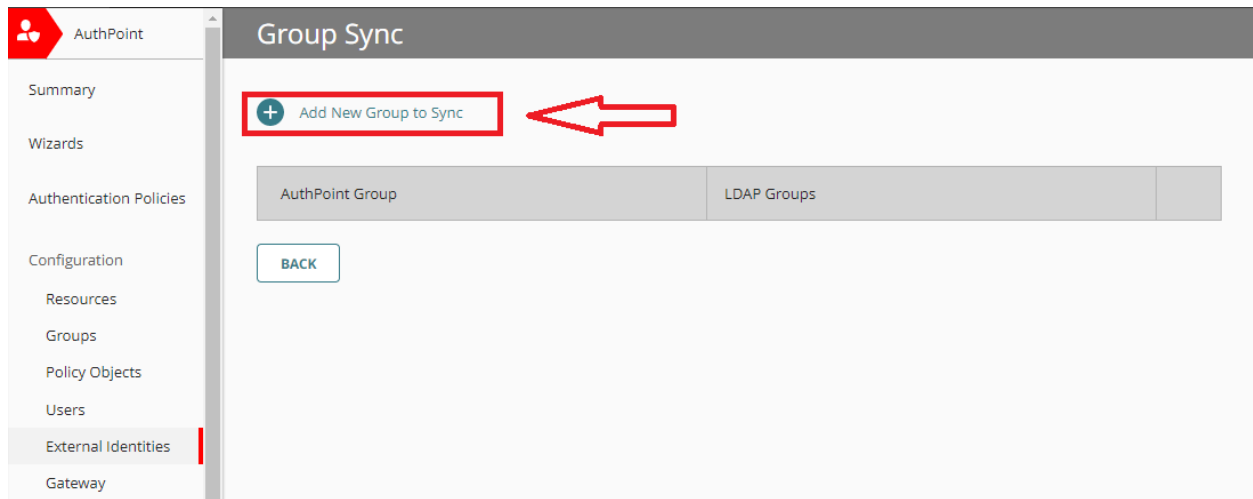 AuthPoint
Group Sync
Summary
Wizards
Authentication Policies
Configuration
Resources
Groups
Policy Objects
Users
External Identities
Gateway
Add New Group to Sync
AuthPoint Group
LDAP Groups
BACK